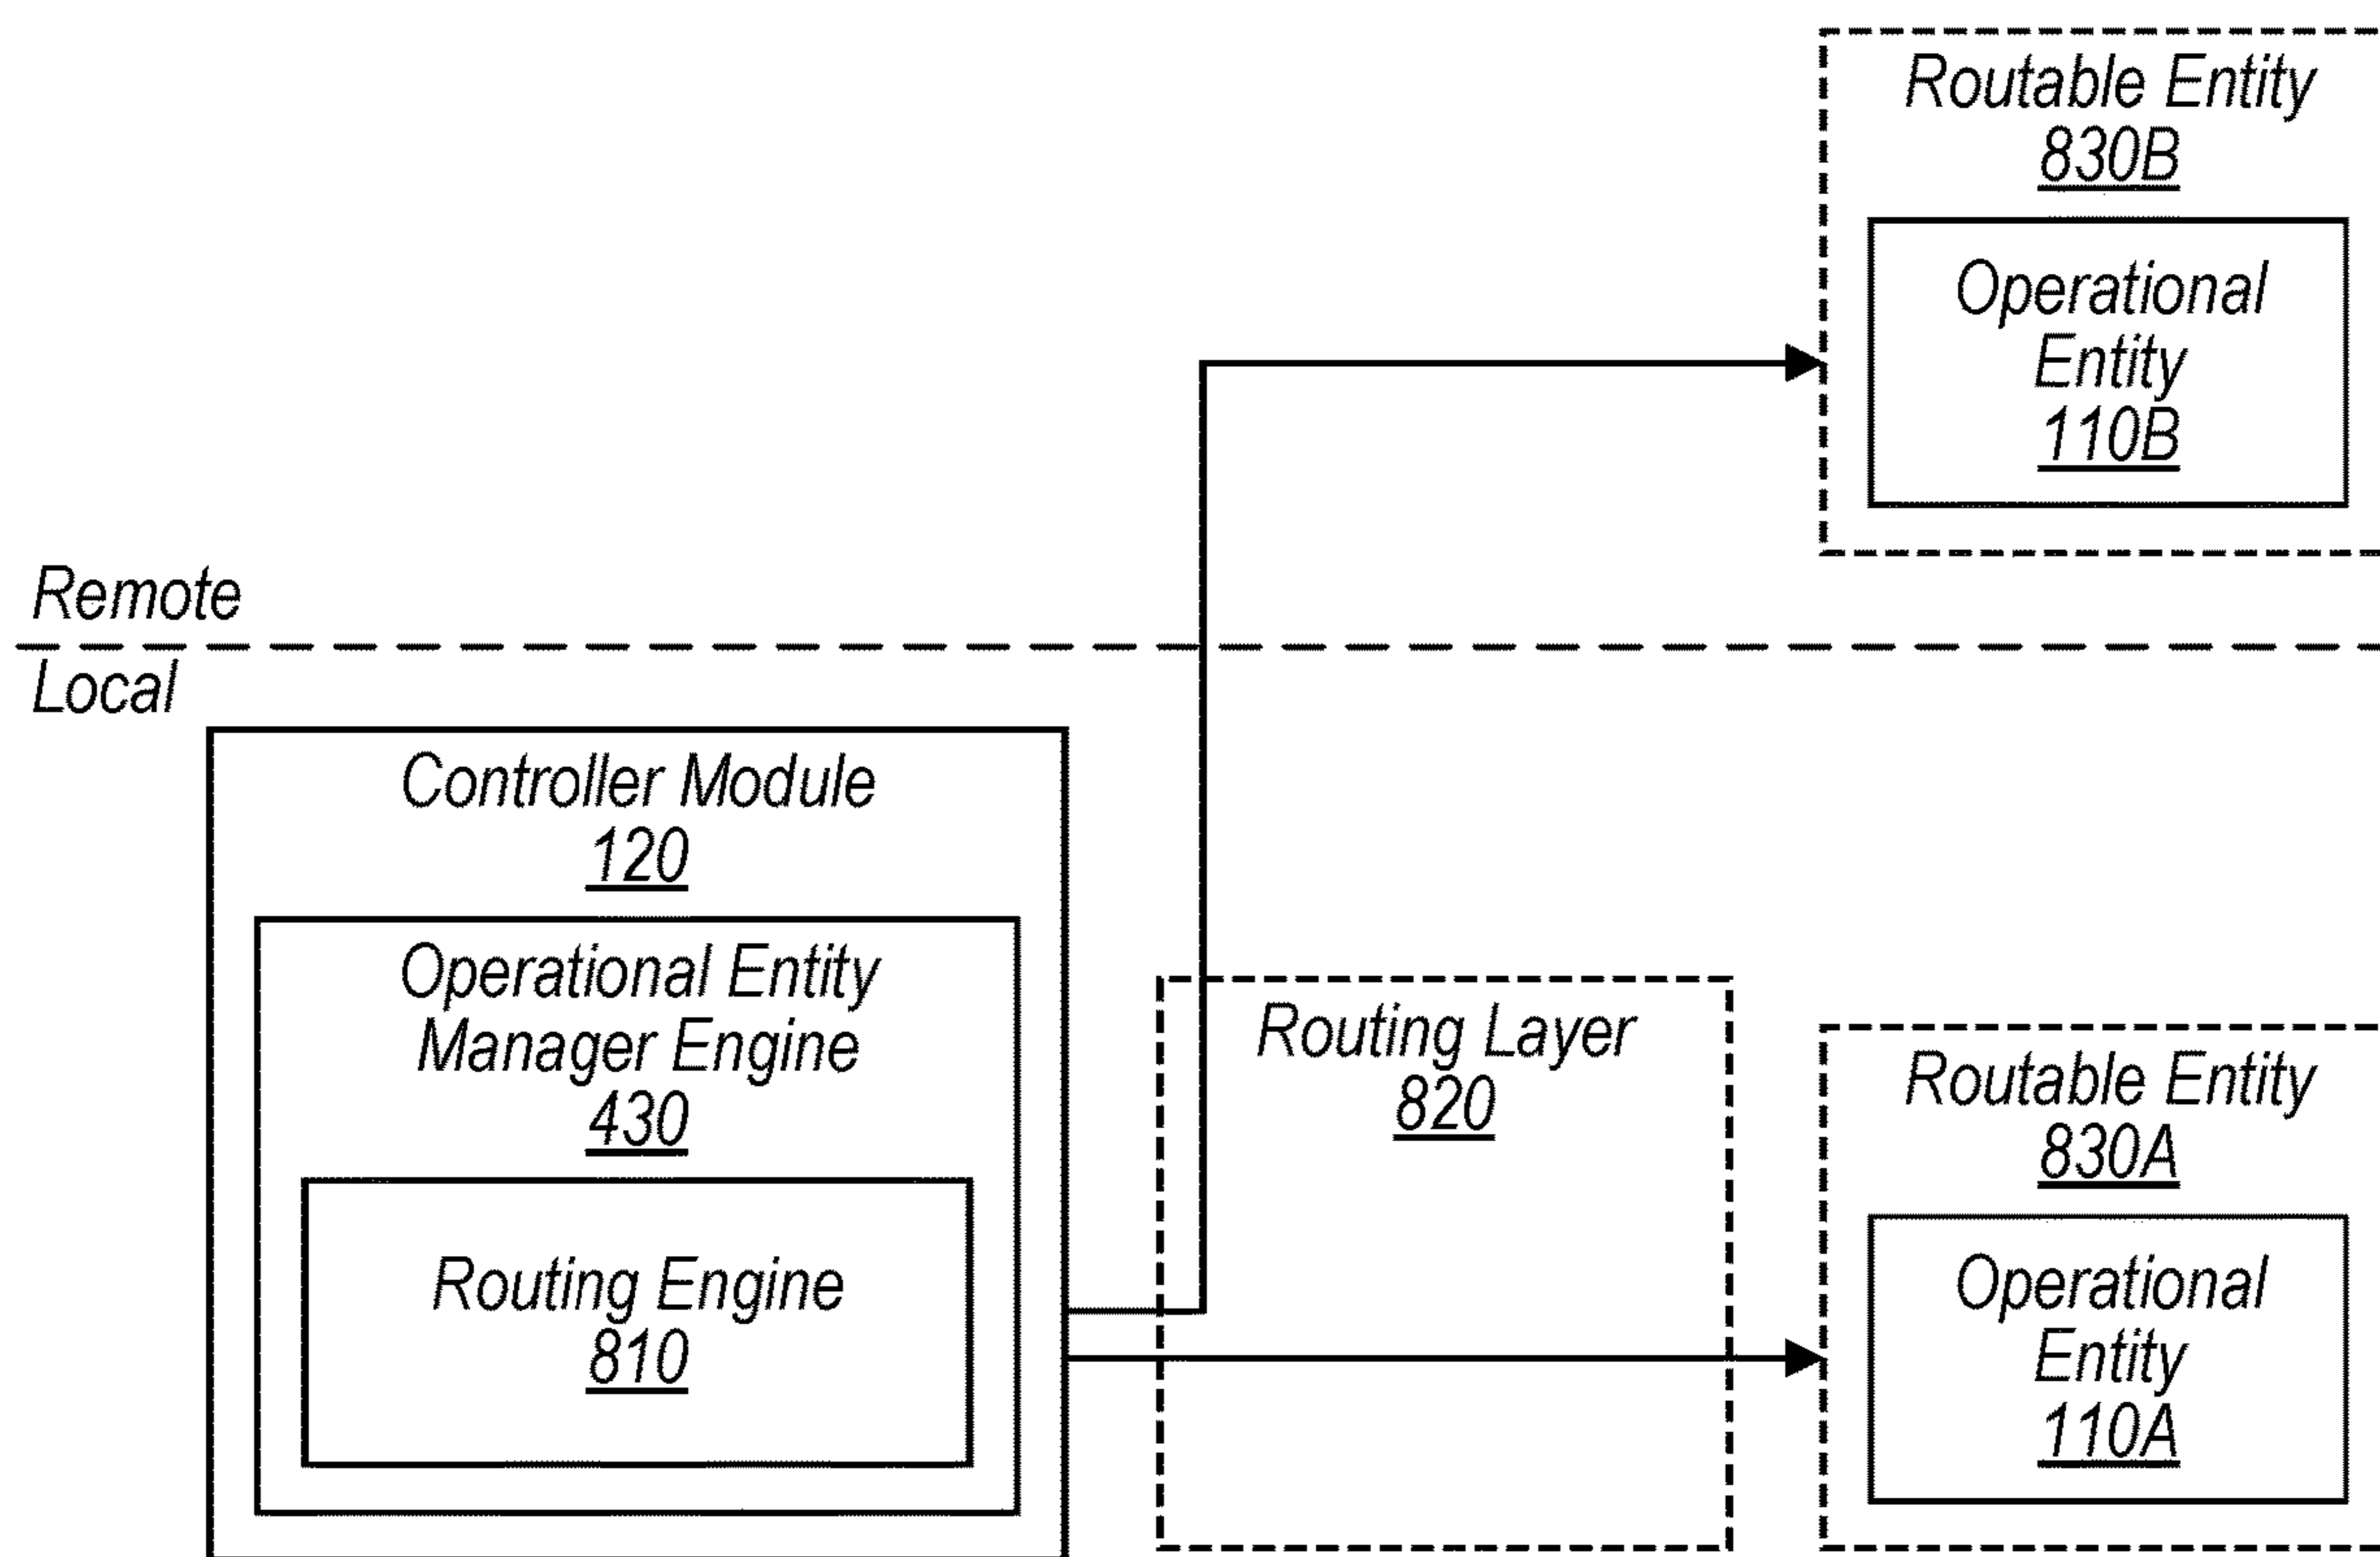 Routable Entity
830B
Operational
Entity
110B
Remote
Local
Controller Module
120
Operational Entity
Manager Engine
430
Routing Engine
810
Routing Layer
820
Routable Entity
830A
Operational
Entity
110A